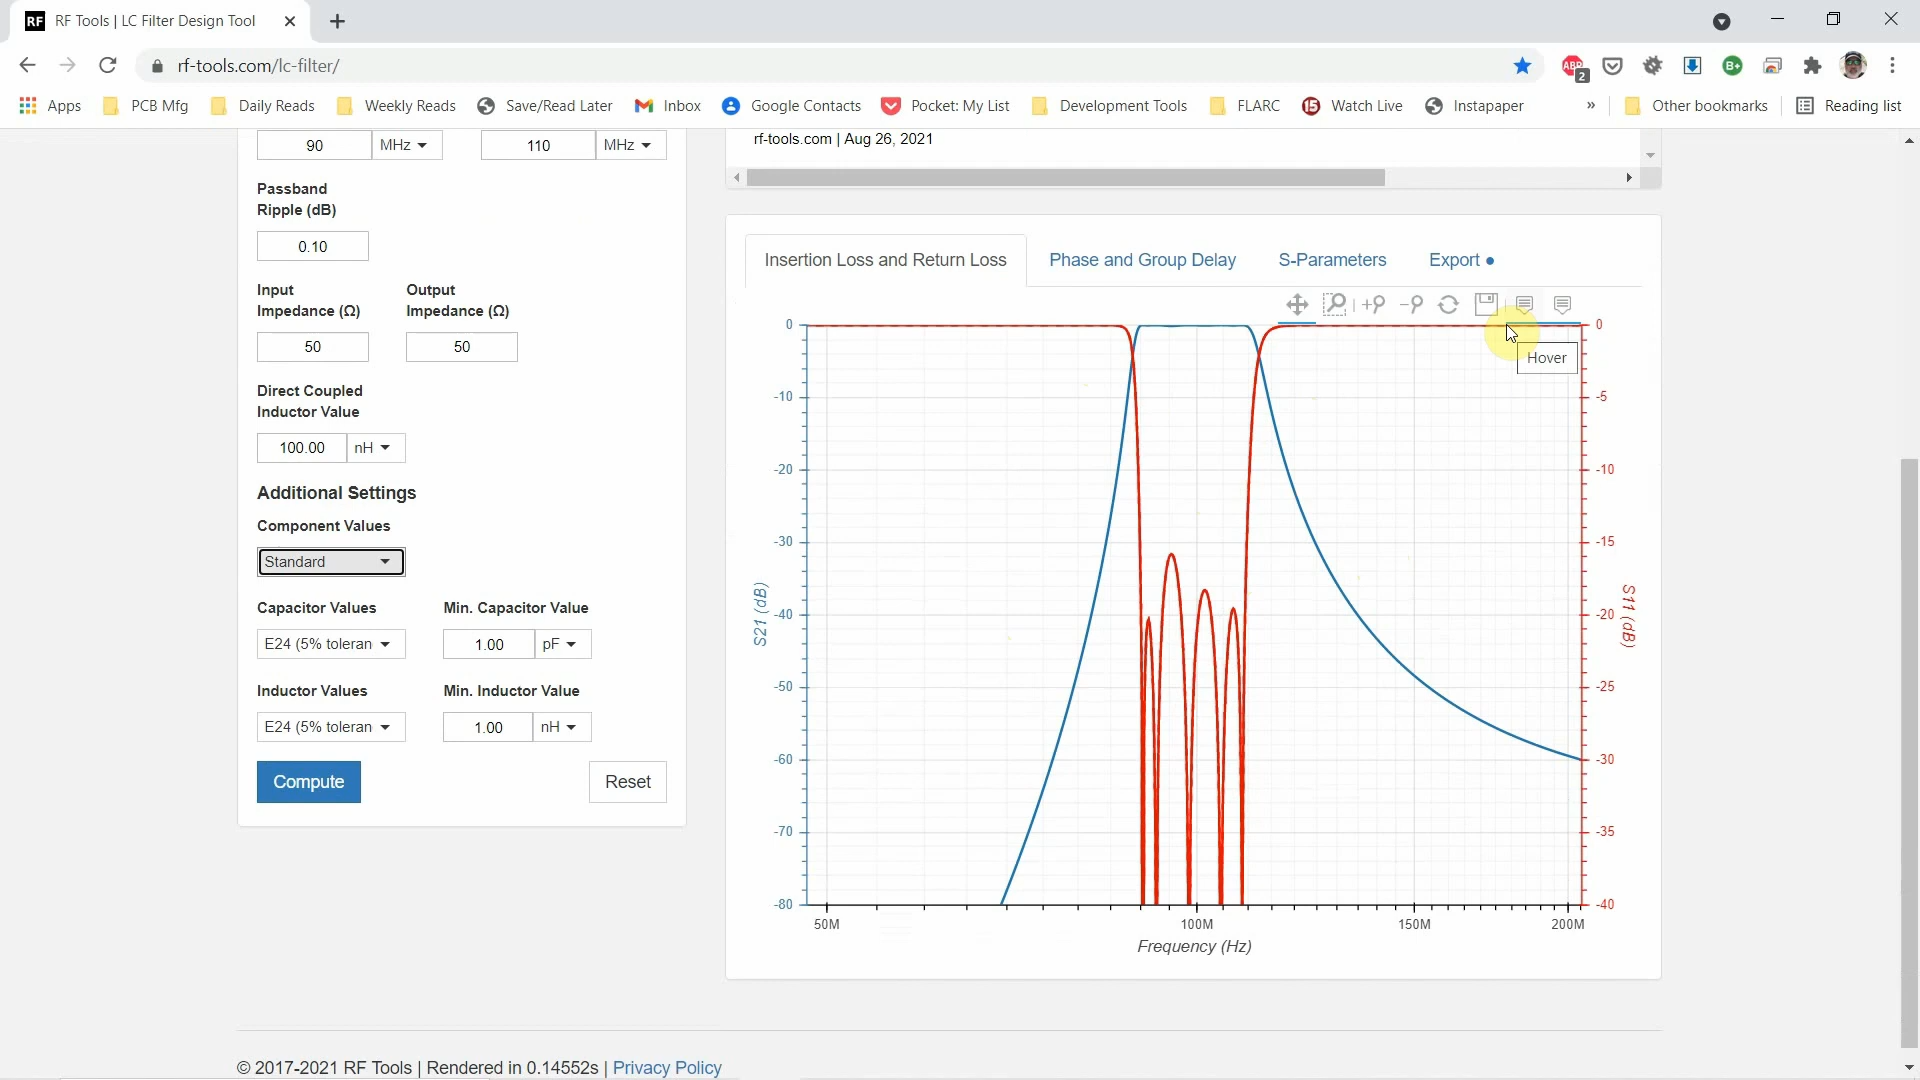 RF Tools | LC Filter Design Tool
rf-tools.com/lc-filter/
ABP 2 B+
Apps PCB Mfg Daily Reads Weekly Reads Save/Read Later Inbox Google Contacts Pocket: My List Development Tools FLARC 15 Watch Live Instapaper » Other bookmarks Reading list
90 MHz 110 MHz
Passband
Ripple (dB)
0.10
Input
Impedance (Ω)
Output
Impedance (Ω)
50 50
Direct Coupled
Inductor Value
100.00 nH
Additional Settings
Component Values
Standard
Capacitor Values Min. Capacitor Value
E24 (5% toleran 1.00 pF
Inductor Values Min. Inductor Value
E24 (5% toleran 1.00 nH
Compute Reset
rf-tools.com | Aug 26, 2021
Insertion Loss and Return Loss Phase and Group Delay S-Parameters Export ●
Hover
0
-10
-20
-30
-40
-50
-60
-70
-80
S21 (dB)
0
-5
-10
-15
-20
-25
-30
-35
-40
S11 (dB)
50M 100M 150M 200M
Frequency (Hz)
© 2017-2021 RF Tools | Rendered in 0.14552s | Privacy Policy